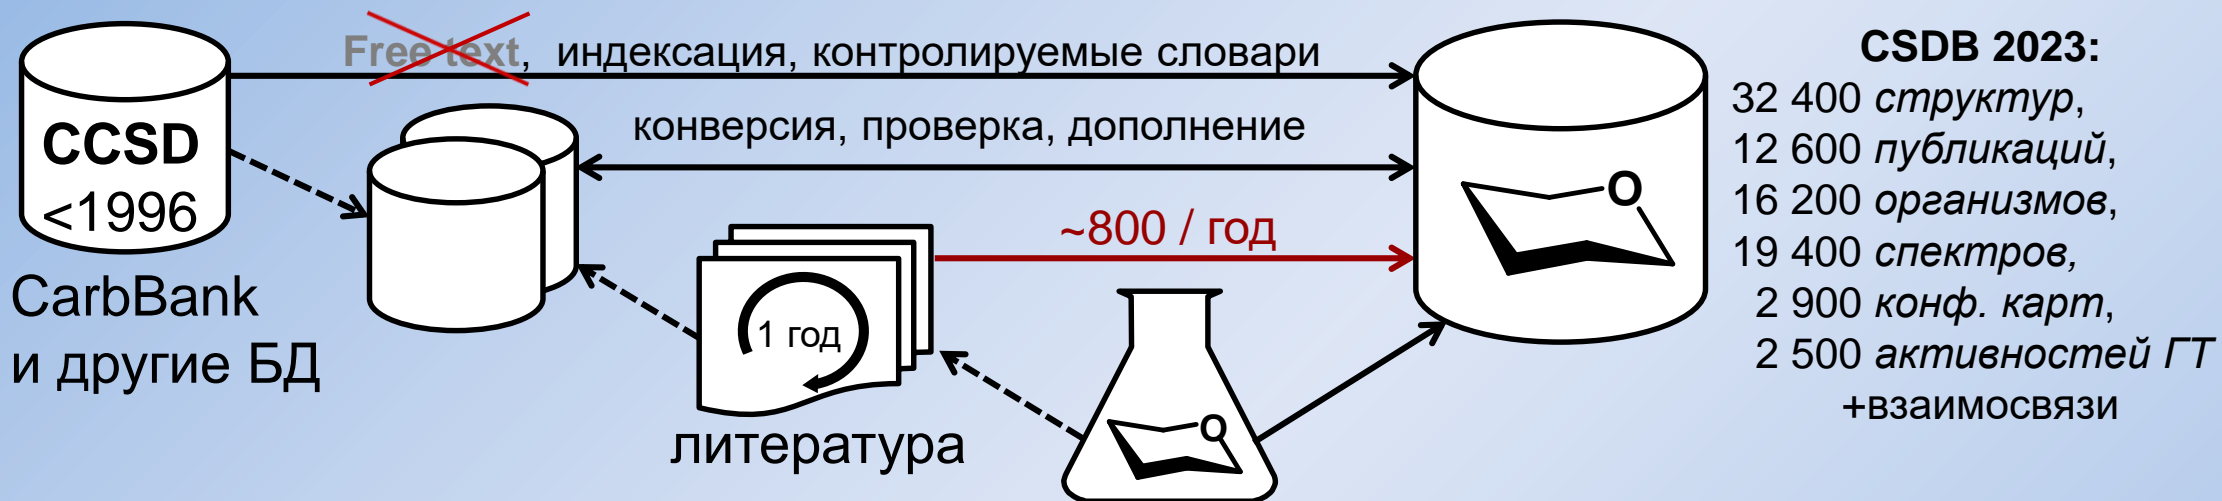 Free text, индексация, контролируемые словари
CCSD
<1996
CarbBank
и другие БД
конверсия, проверка, дополнение
~800 / год
1 год
литература
O
O
CSDB 2023:
32 400 структур,
12 600 публикаций,
16 200 организмов,
19 400 спектров,
2 900 конф. карт,
2 500 активностей ГТ
+взаимосвязи